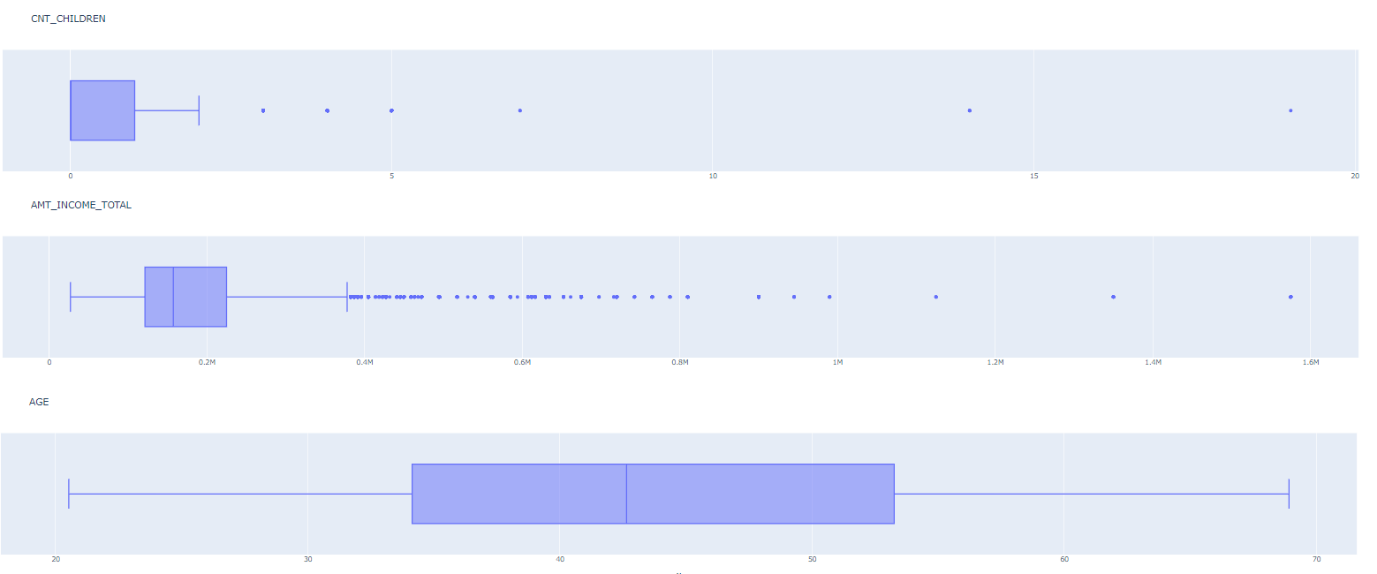 CNT_CHILDREN
0 5 10 15 20
AMT_INCOME_TOTAL
0 0.2M 0.4M 0.6M 0.8M 1M 1.2M 1.4M 1.6M
AGE
20 30 40 50 60 70